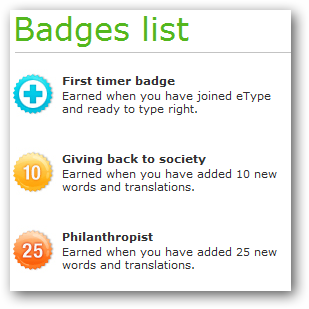 Badges list
First timer badge
Earned when you have joined eType
and ready to type right.
10
Giving back to society
Earned when you have added 10 new
words and translations.
25
Philanthropist
Earned when you have added 25 new
words and translations.